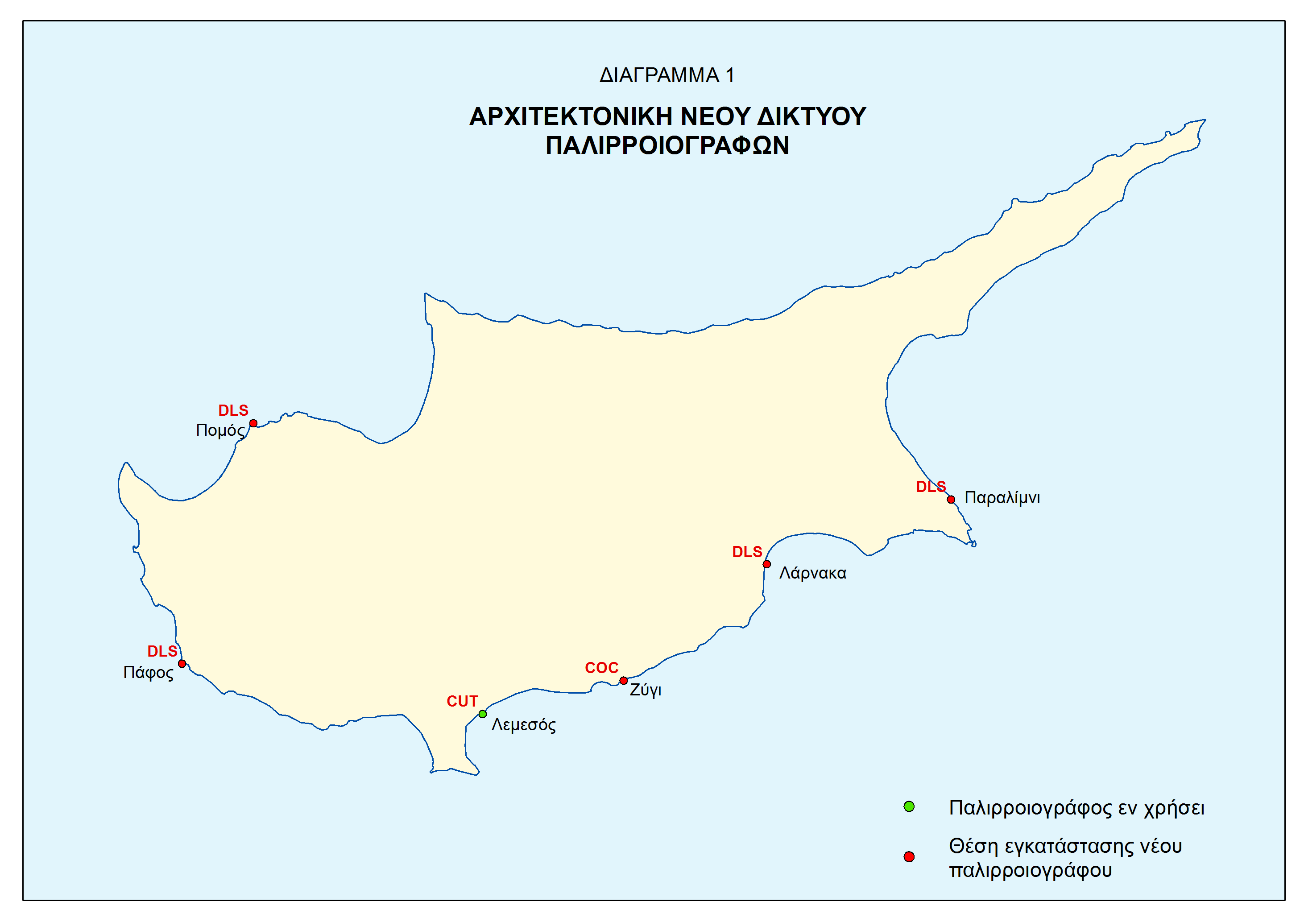 ΔΙΑΓΡΑΜΜΑ 1
ΑΡΧΙΤΕΚΤΟΝΙΚΗ ΝΕΟΥ ΔΙΚΤΥΟΥ
ΠΑΛΙΡΡΟΙΟΓΡΑΦΩΝ
DLS
Πομός
DLS
Παραλίμνι
DLS
Λάρνακα
DLS
Πάφος
COC
Ζύγι
CUT
Λεμεσός
Παλιρροιογράφος εν χρήσει
Θέση εγκατάστασης νέου
παλιρροιογράφου